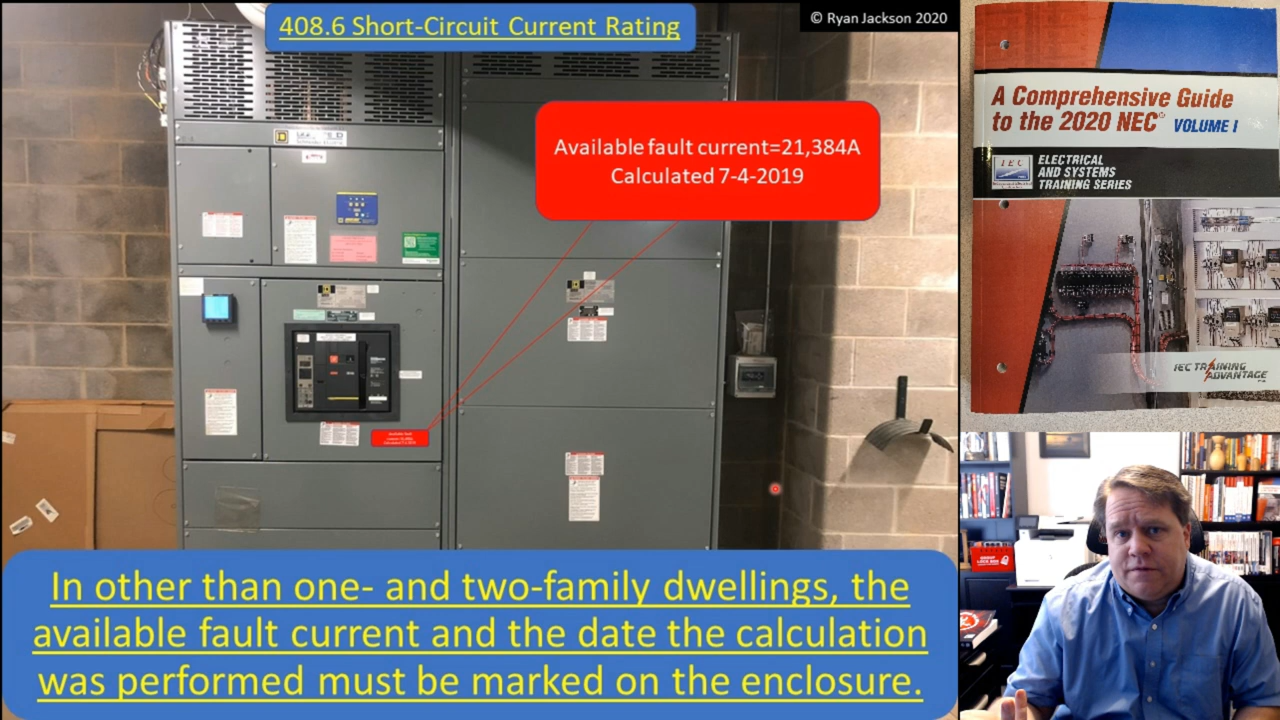 408.6 Short-Circuit Current Rating
© Ryan Jackson 2020
Available fault current=21,384A
Calculated 7-4-2019
In other than one- and two-family dwellings, the
available fault current and the date the calculation
was performed must be marked on the enclosure.
A Comprehensive Guide
to the 2020 NEC® VOLUME I
IEC
ELECTRICAL
AND SYSTEMS
TRAINING SERIES
IEC TRAINING
ADVANTAGE